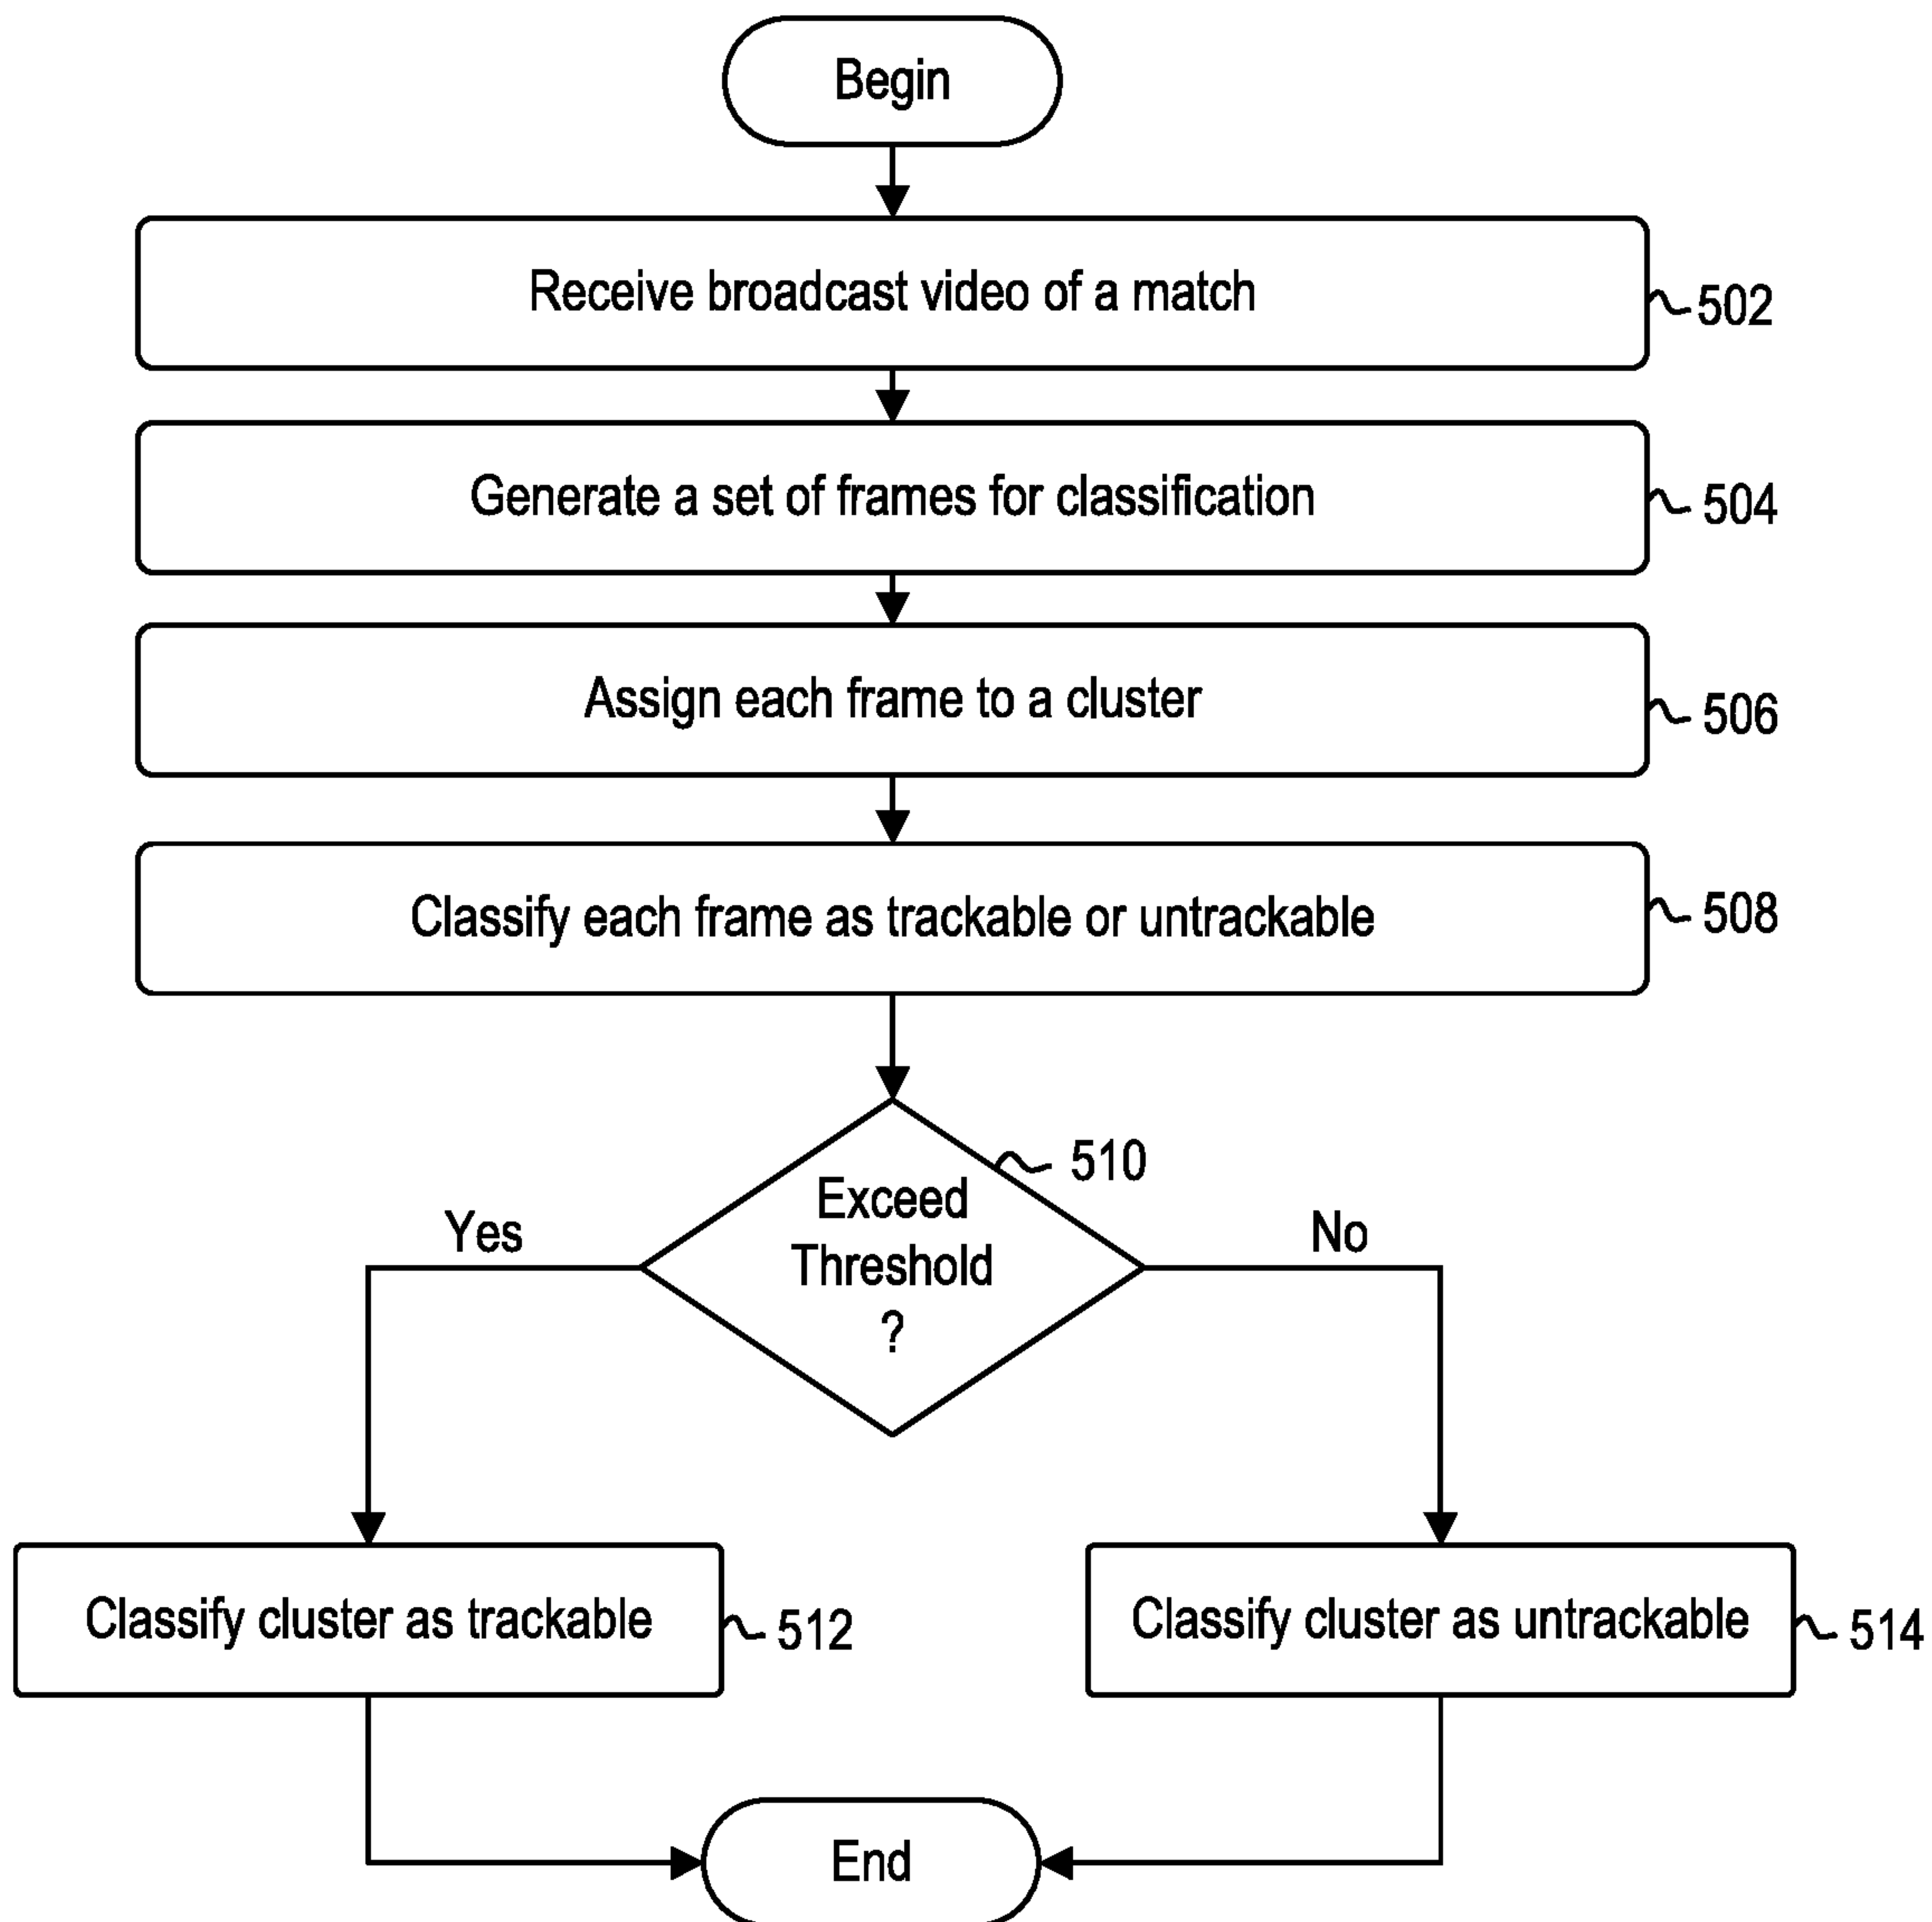 Begin
Receive broadcast video of a match
502
Generate a set of frames for classification
504
Assign each frame to a cluster
506
Classify each frame as trackable or untrackable
508
510
Exceed
Threshold
?
Yes
No
Classify cluster as trackable
512
Classify cluster as untrackable
514
End